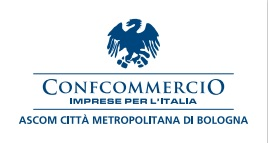 CONFCOMMERCIO
IMPRESE PER L'ITALIA
ASCOM CITTÀ METROPOLITANA DI BOLOGNA